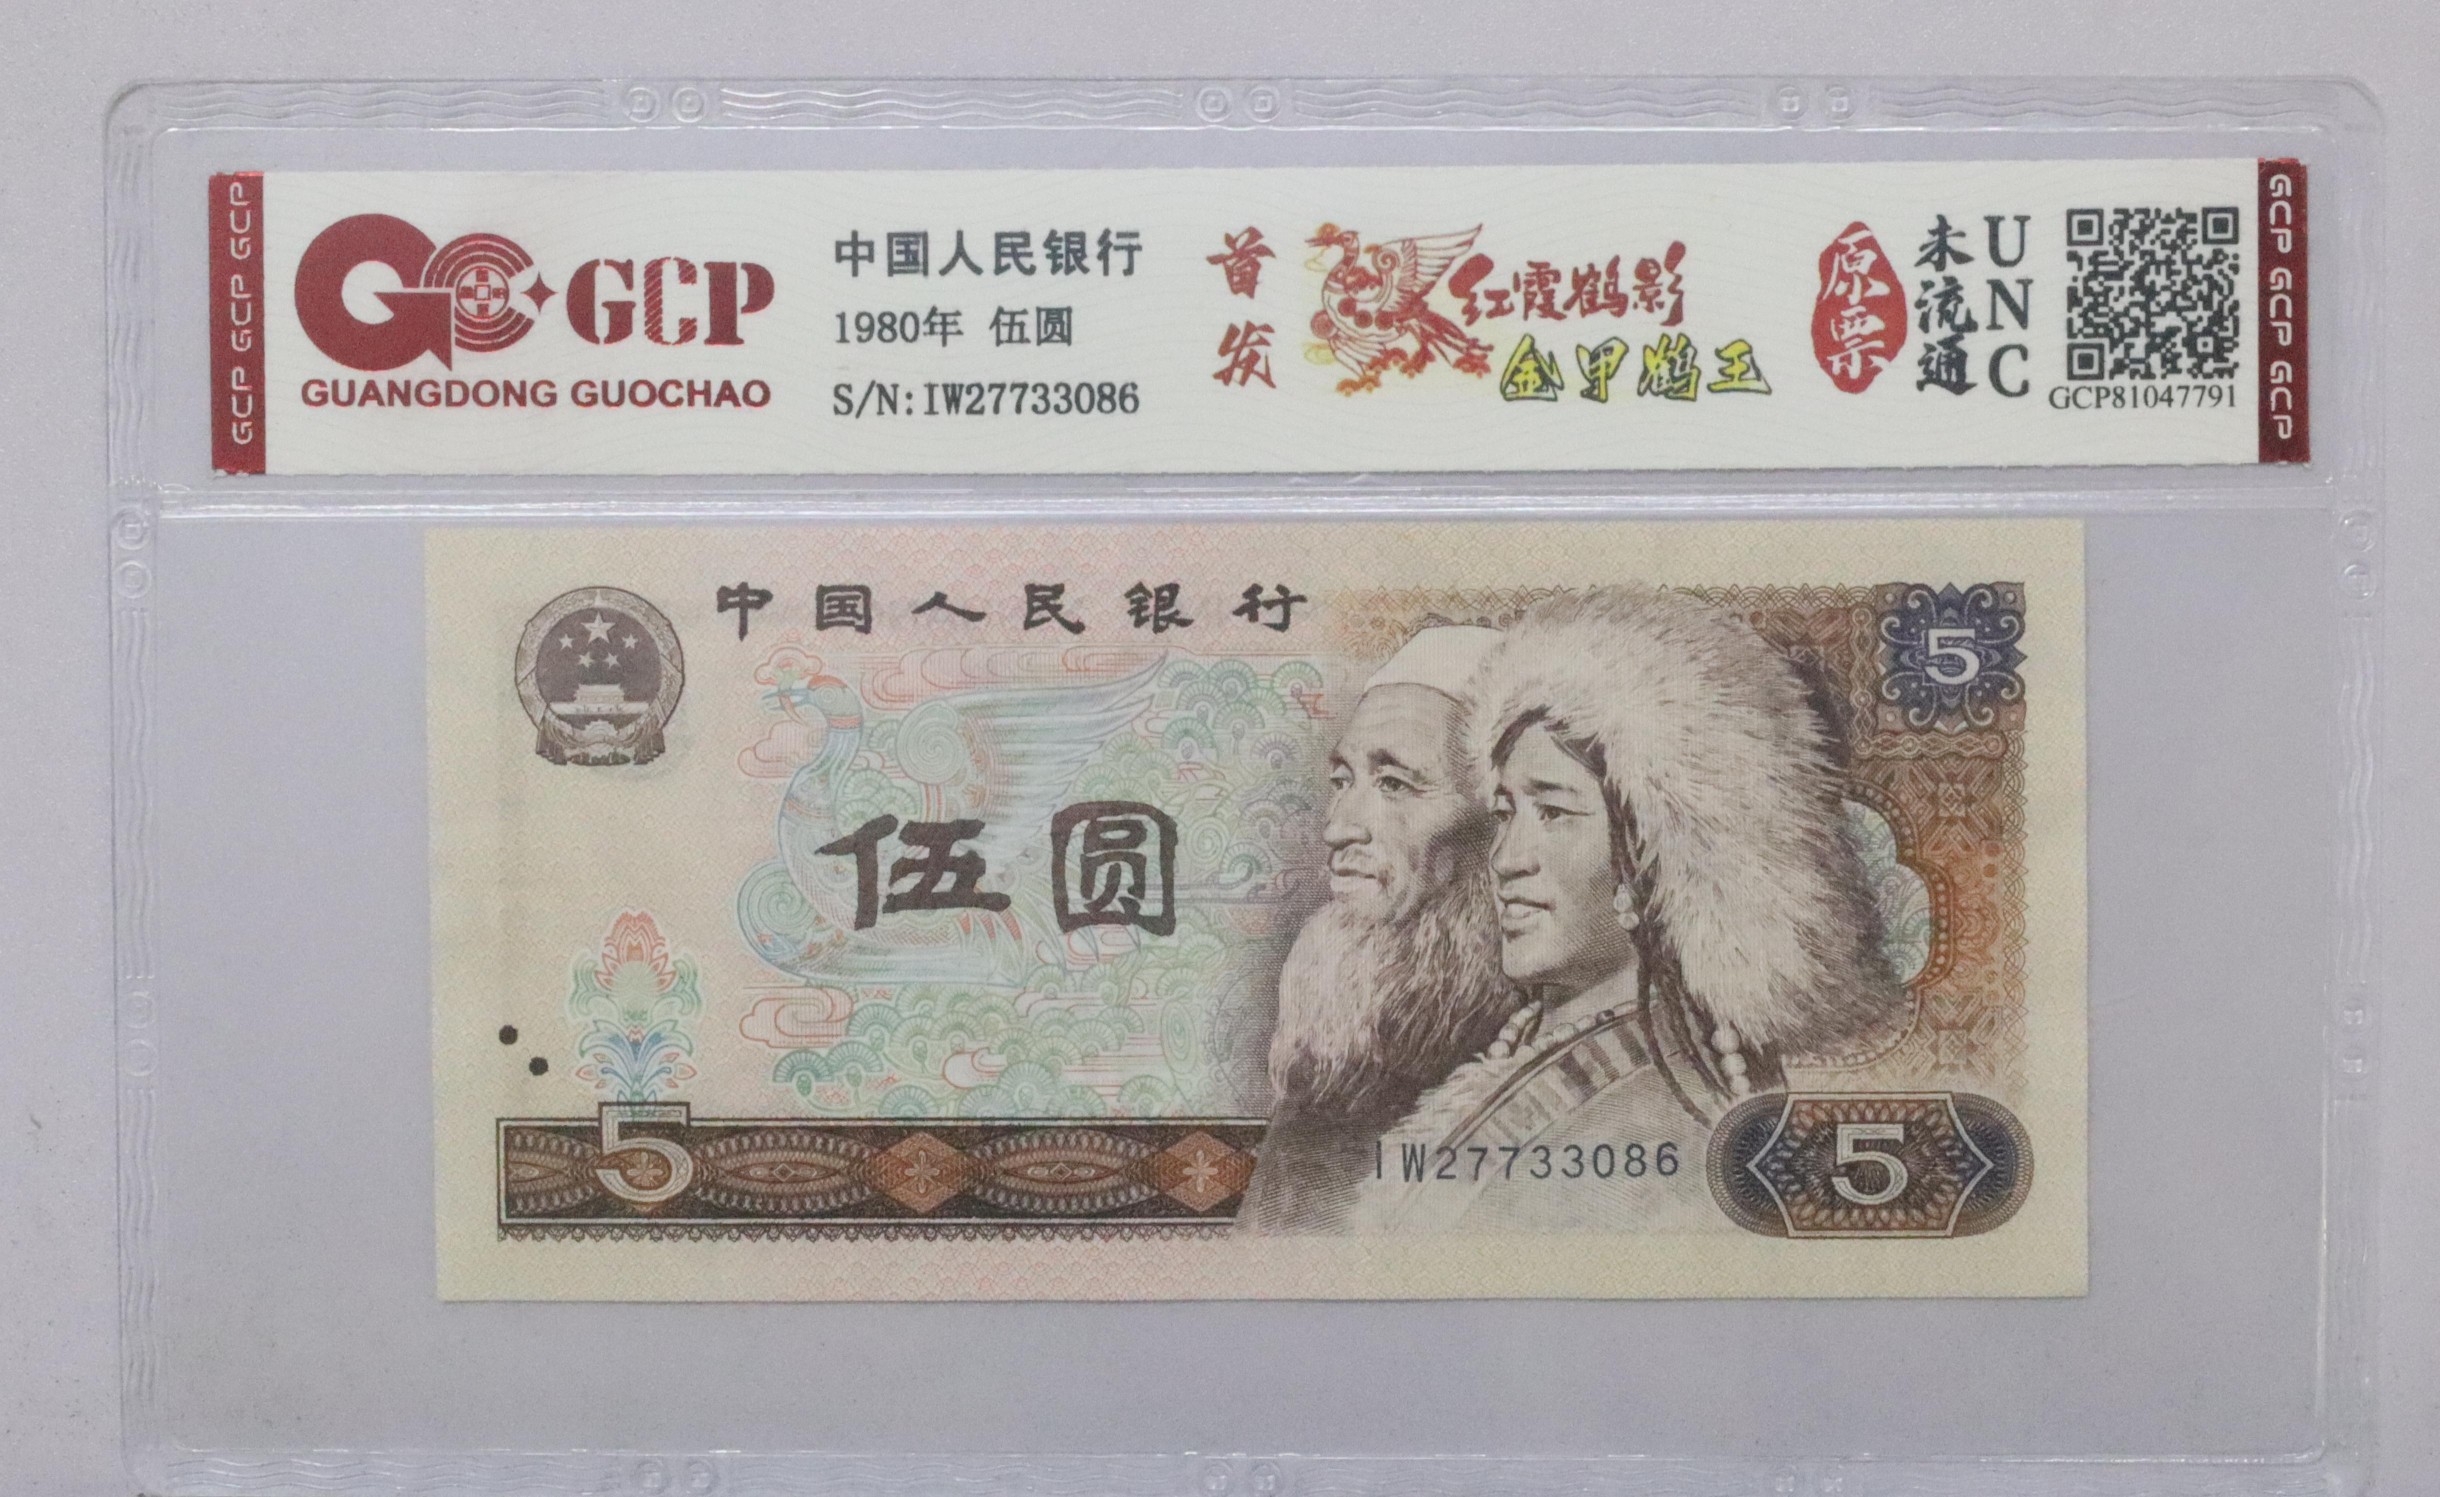 GCP GCP GCP
GCP
GUANGDONG GUOCHAO
中国人民银行
1980年 伍圆
S/N:IW27733086
首发
红霞鹤影
金甲鹤王
原票
未流通
UNC
GCP81047791
GCP GCP GCP
中国人民银行
5
伍圆
5
IW27733086
5